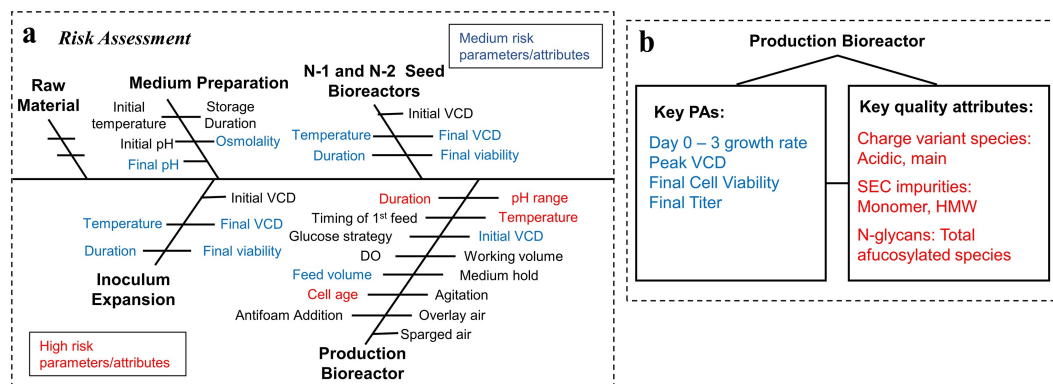 a
Risk Assessment
Medium risk
parameters/attributes
Raw
Material
Medium Preparation
Initial
temperature
Storage
Duration
Initial pH
Osmolality
Final pH
N-1 and N-2 Seed
Bioreactors
Initial VCD
Temperature
Final VCD
Duration
Final viability
Initial VCD
Temperature
Final VCD
Duration
Final viability
Inoculum
Expansion
Duration
pH range
Timing of 1st feed
Temperature
Glucose strategy
Initial VCD
DO
Working volume
Feed volume
Medium hold
Cell age
Agitation
Antifoam Addition
Overlay air
Sparged air
Production
Bioreactor
High risk
parameters/attributes
b
Production Bioreactor
Key PAs:
Day 0 – 3 growth rate
Peak VCD
Final Cell Viability
Final Titer
Key quality attributes:
Charge variant species:
Acidic, main
SEC impurities:
Monomer, HMW
N-glycans: Total
afucosylated species